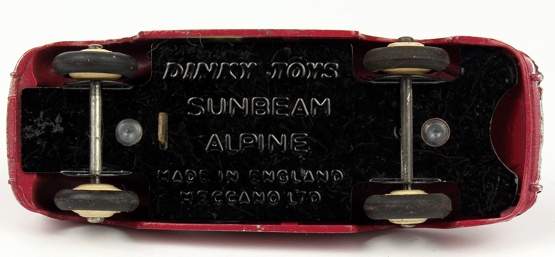 DINKY TOYS
SUNBEAM
ALPINE
MADE IN ENGLAND
MECCANO LTD